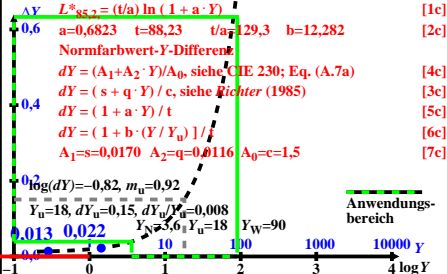 ΔY
L*85,2,=(t/a) ln ( 1+a·Y)
[1c]
a=0,6823 t=88,23 t/a=129,3 b=12,282
[2c]
Normfarbwert-Y-Differenz
0,6
dY=(A1+A2·Y)/A0, siehe CIE 230; Eq. (A.7a)
[4c]
dY=( s+q·Y) / c, siehe Richter (1985)
[3c]
0,4
dY=( 1+a·Y) / t
[5c]
dY=( 1+b·(Y / Yu) ] / t
[6c]
A1=s=0,0170 A2=q=0,0116 A0=c=1,5
[7c]
0,2
log(dY)=−0,82, mu=0,92
Anwendungs-
bereich
Yu=18, dYu=0,15, dYu/Yu=0,008
YN=3,6 Yu=18 YW=90
0,013 0,022
10 100 1000 10000 Y
−1 0 1 2 3 4 log Y